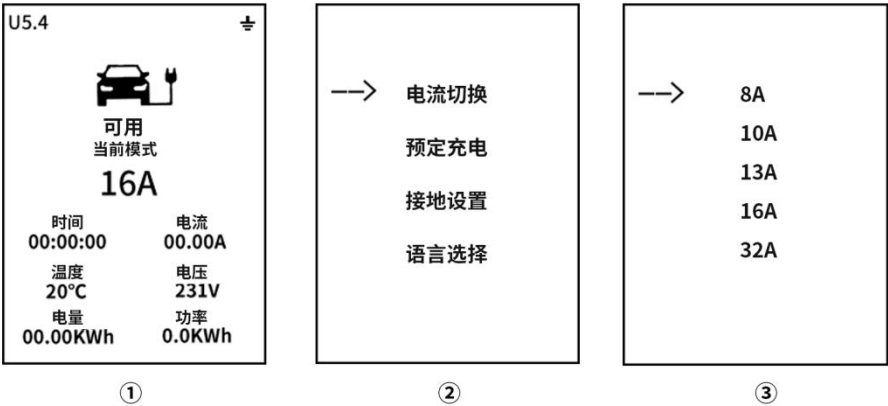 U5.4
可用
当前模式
16A
时间 电流
00:00:00 00.00A
温度 电压
20℃ 231V
电量 功率
00.00KWh 0.0KWh
①
电流切换
预定充电
接地设置
语言选择
②
8A
10A
13A
16A
32A
③